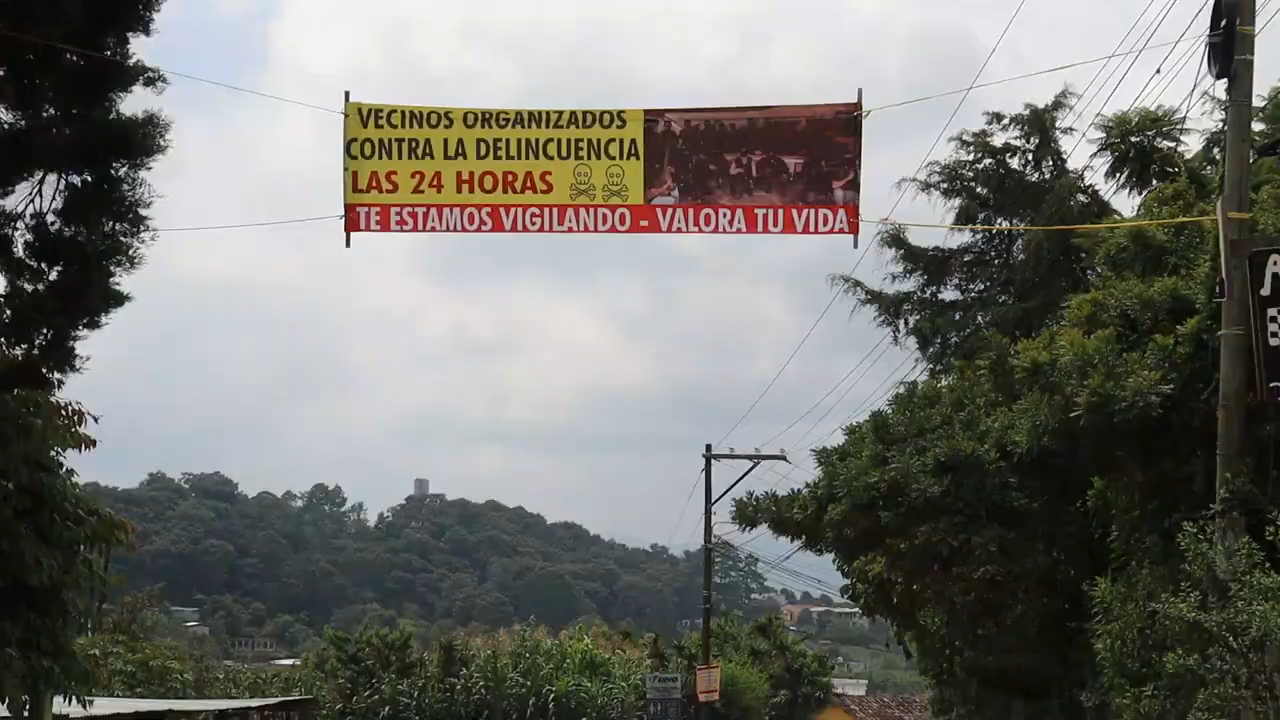 VECINOS ORGANIZADOS
CONTRA LA DELINCUENCIA
LAS 24 HORAS
TE ESTAMOS VIGILANDO - VALORA TU VIDA